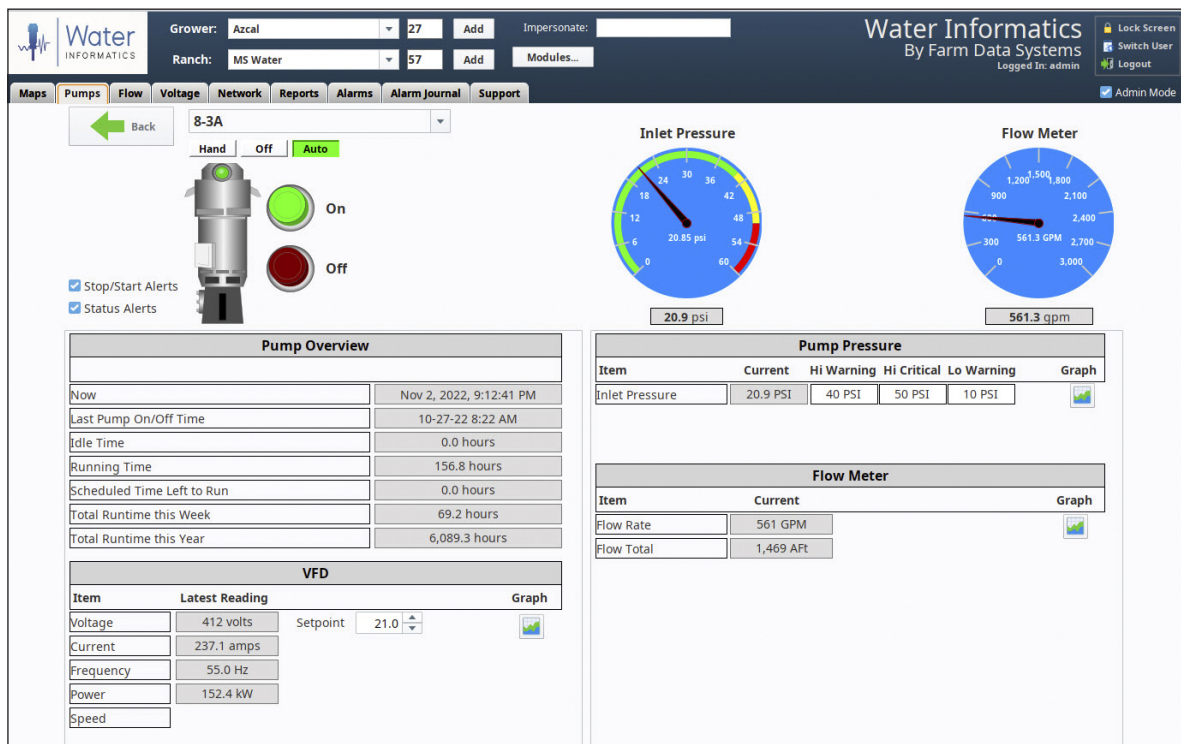 Water
INFORMATICS
Grower: Azcal 27 Add Impersonate:
Ranch: MS Water 57 Add Modules...
Water Informatics
By Farm Data Systems
Logged In: admin
Lock Screen
Switch User
Logout
Maps Pumps Flow Voltage Network Reports Alarms Alarm Journal Support Admin Mode
Back 8-3A
Hand Off Auto
On
Off
Stop/Start Alerts
Status Alerts
Inlet Pressure
0 6 12 18 24 30 36 42 48 54 60
20.85 psi
20.9 psi
Flow Meter
0 300 600 900 1,200 1,500 1,800 2,100 2,400 2,700 3,000
561.3 GPM
561.3 gpm
Pump Overview
Now Nov 2, 2022, 9:12:41 PM
Last Pump On/Off Time 10-27-22 8:22 AM
Idle Time 0.0 hours
Running Time 156.8 hours
Scheduled Time Left to Run 0.0 hours
Total Runtime this Week 69.2 hours
Total Runtime this Year 6,089.3 hours
VFD
Item Latest Reading Graph
Voltage 412 volts Setpoint 21.0
Current 237.1 amps
Frequency 55.0 Hz
Power 152.4 kW
Speed
Pump Pressure
Item Current Hi Warning Hi Critical Lo Warning Graph
Inlet Pressure 20.9 PSI 40 PSI 50 PSI 10 PSI
Flow Meter
Item Current Graph
Flow Rate 561 GPM
Flow Total 1,469 AFt